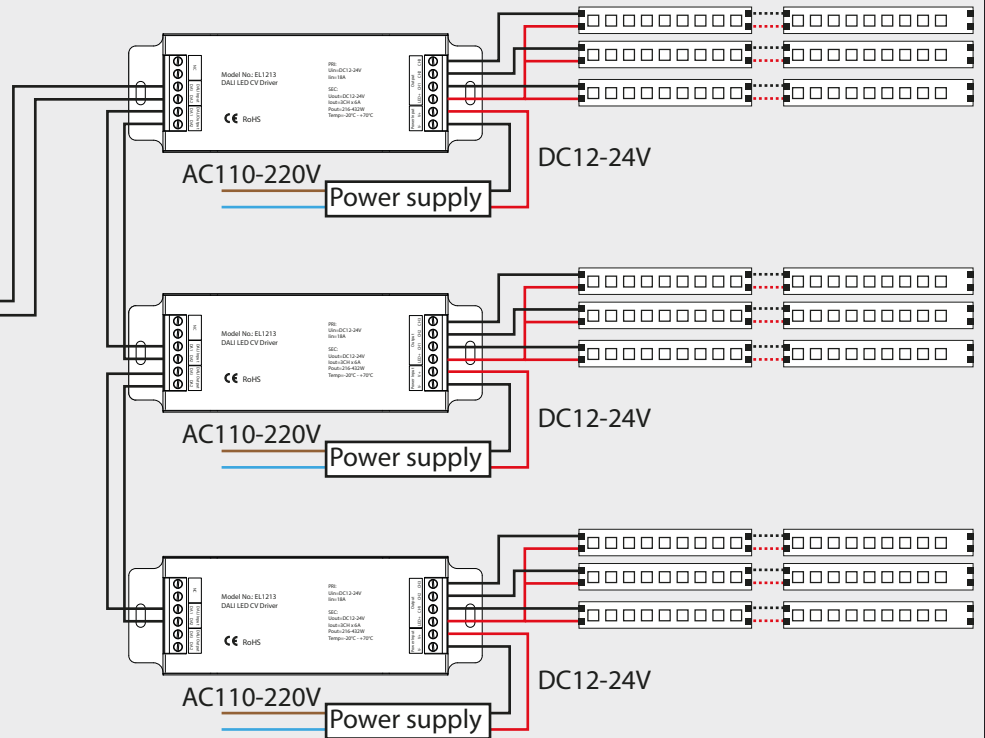 Model No.: EL1213
DALI LED CV Driver
CE RoHS
PRI:
Uin=DC12-24V
Iin=18A
SEC:
Uout=DC12-24V
Iout=3CH x 6A
Pout=216-432W
Temp=-20°C - +70°C
DC12-24V
AC110-220V
Power supply
Model No.: EL1213
DALI LED CV Driver
CE RoHS
PRI:
Uin=DC12-24V
Iin=18A
SEC:
Uout=DC12-24V
Iout=3CH x 6A
Pout=216-432W
Temp=-20°C - +70°C
DC12-24V
AC110-220V
Power supply
Model No.: EL1213
DALI LED CV Driver
CE RoHS
PRI:
Uin=DC12-24V
Iin=18A
SEC:
Uout=DC12-24V
Iout=3CH x 6A
Pout=216-432W
Temp=-20°C - +70°C
DC12-24V
AC110-220V
Power supply